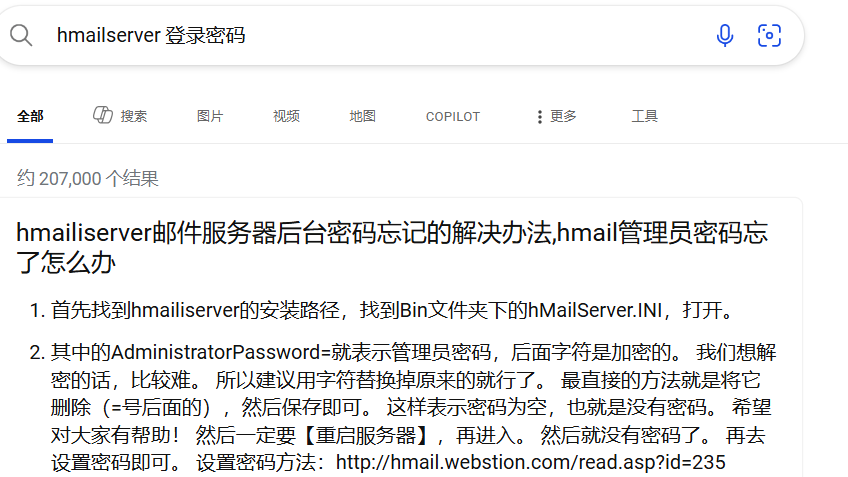 hmailserver 登录密码
全部 搜索 图片 视频 地图 COPILOT 更多 工具
约 207,000 个结果
hmailiserver邮件服务器后台密码忘记的解决办法,hmail管理员密码忘
了怎么办
1. 首先找到hmailiserver的安装路径，找到Bin文件夹下的hMailServer.INI，打开。
2. 其中的AdministratorPassword=就表示管理员密码，后面字符是加密的。 我们想解
密的话，比较难。 所以建议用字符替换掉原来的就行了。 最直接的方法就是将它
删除（=号后面的），然后保存即可。 这样表示密码为空，也就是没有密码。 希望
对大家有帮助！ 然后一定要【重启服务器】，再进入。 然后就没有密码了。 再去
设置密码即可。 设置密码方法：http://hmail.webstion.com/read.asp?id=235